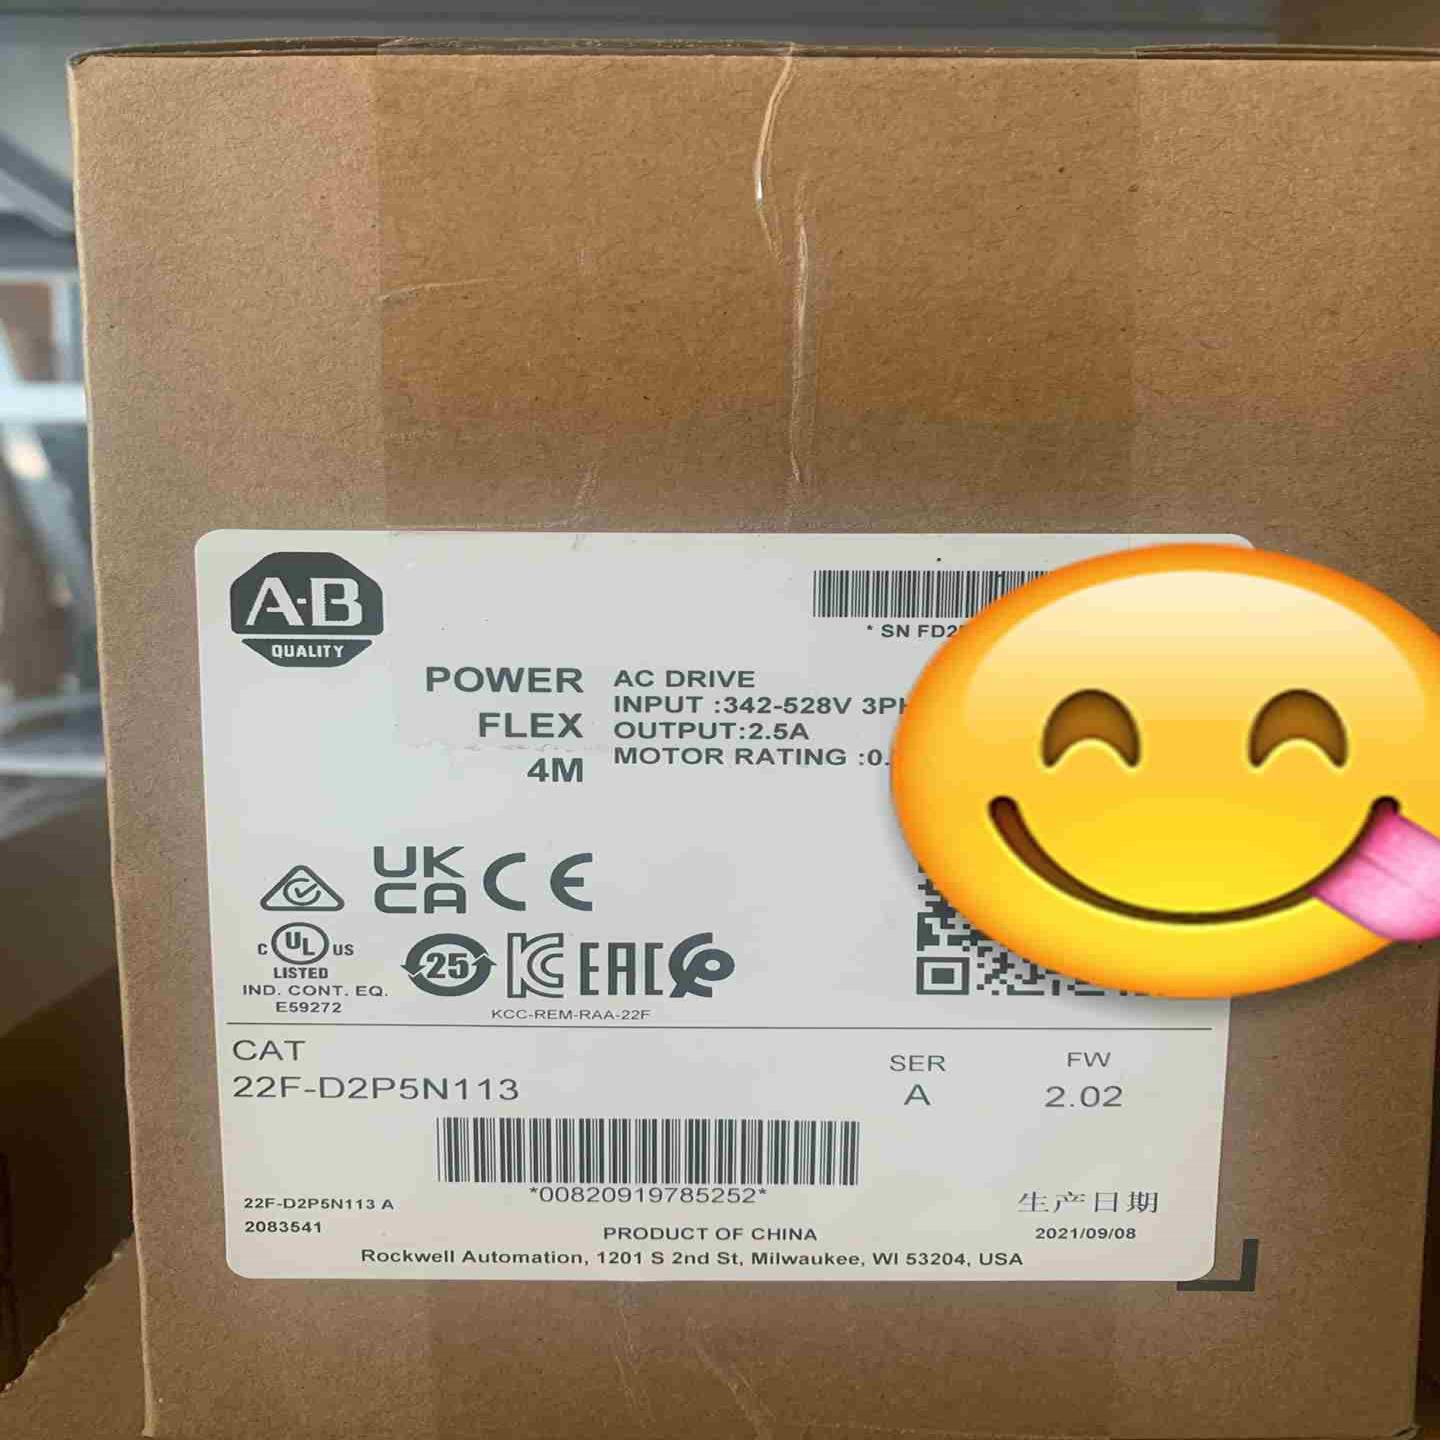 A-B
QUALITY
* SN FD2
POWER
FLEX
4M
AC DRIVE
INPUT :342-528V
OUTPUT:2.5A
MOTOR RATING :0.
UK
CA CE
C UL US
LISTED
IND. CONT. EQ.
E59272
25
EAC
KCC-REM-RAA-22F
CAT
22F-D2P5N113
SER
A
FW
2.02
*00820919785252*
22F-D2P5N113 A
2083541
生产日期
2021/09/08
PRODUCT OF CHINA
Rockwell Automation, 1201 S 2nd St, Milwaukee, WI 53204, USA